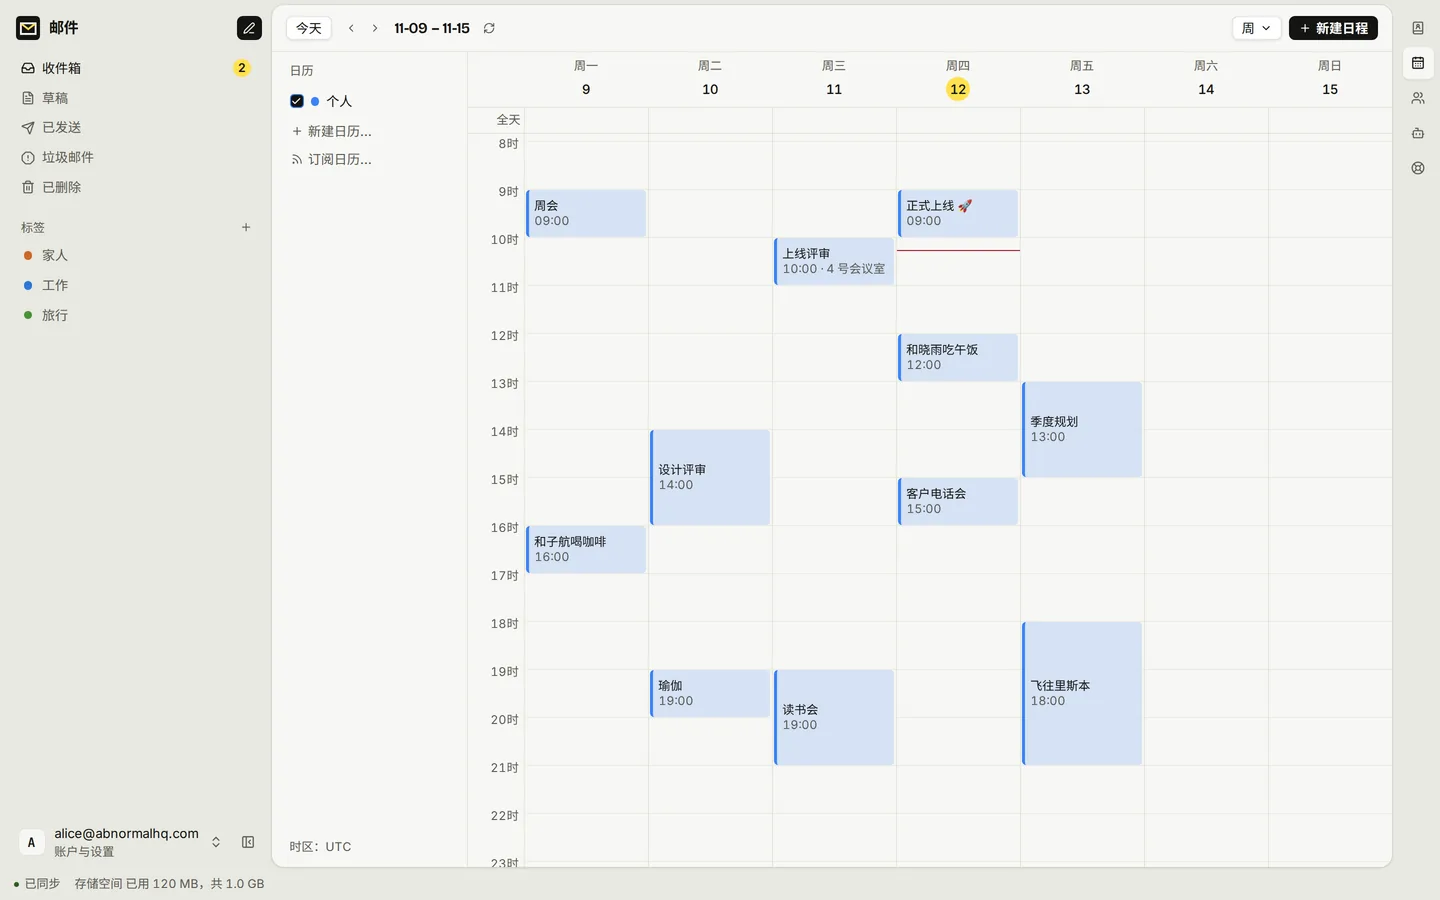 邮件
收件箱
2
草稿
已发送
垃圾邮件
已删除
标签
家人
工作
旅行
A
alice@abnormalhq.com
账户与设置
已同步 存储空间 已用 120 MB，共 1.0 GB
今天
11-09 – 11-15
周
新建日程
日历
个人
新建日历...
订阅日历...
时区：UTC
周一 周二 周三 周四 周五 周六 周日
9 10 11 12 13 14 15
全天
8时
9时
10时
11时
12时
13时
14时
15时
16时
17时
18时
19时
20时
21时
22时
23时
周会
09:00
和子航喝咖啡
16:00
设计评审
14:00
瑜伽
19:00
上线评审
10:00 · 4 号会议室
读书会
19:00
正式上线 🚀
09:00
和晓雨吃午饭
12:00
客户电话会
15:00
季度规划
13:00
飞往里斯本
18:00